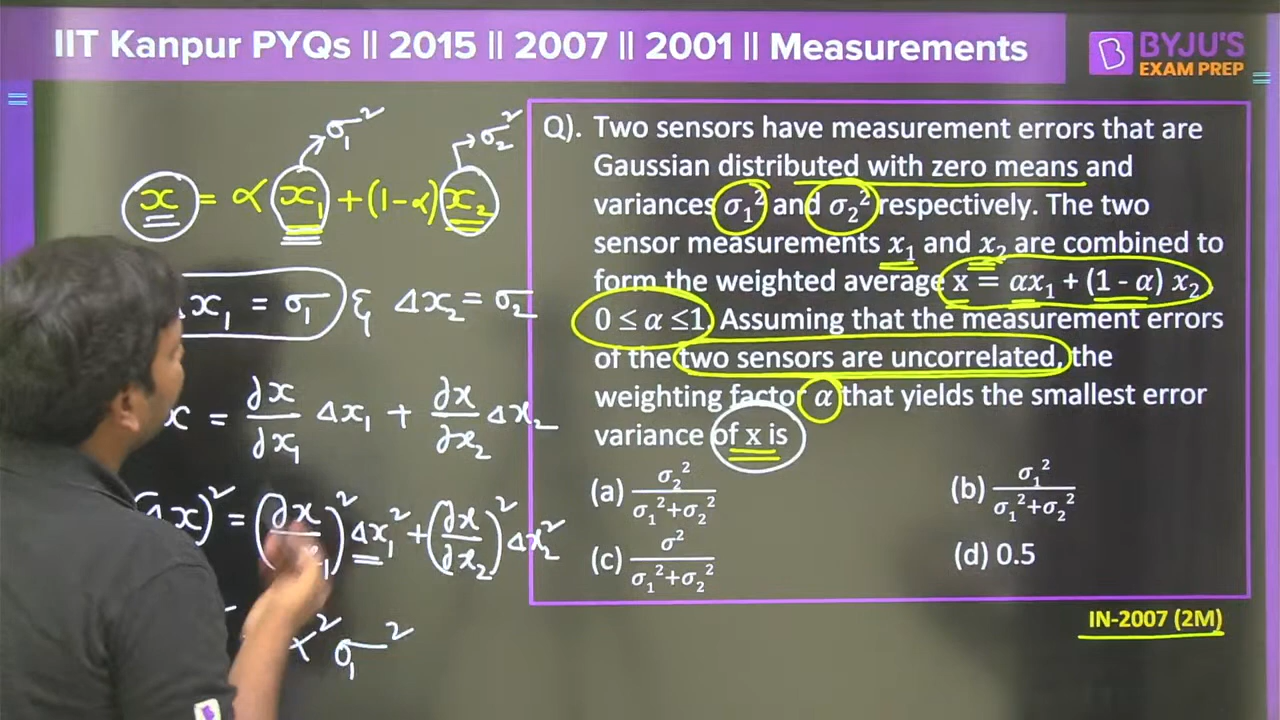 IIT Kanpur PYQs || 2015 || 2007 || 2001 || Measurements
BYJU'S
EXAM PREP
σ₁² σ₂²
x = α x₁ + (1-α) x₂
x₁ = σ₁ & Δx₂ = σ₂
x = ∂x/∂x₁ Δx₁ + ∂x/∂x₂ Δx₂
Δx)² = (∂x/ ₁)² Δx₁² + (∂x/∂x₂)² Δx₂²
σ₁²
Q). Two sensors have measurement errors that are
Gaussian distributed with zero means and
variances σ₁² and σ₂² respectively. The two
sensor measurements x₁ and x₂ are combined to
form the weighted average x = αx₁ + (1 - α) x₂,
0 ≤ α ≤1. Assuming that the measurement errors
of the two sensors are uncorrelated, the
weighting factor α that yields the smallest error
variance of x is
(a) σ₂²/σ₁²+σ₂² (b) σ₁²/σ₁²+σ₂²
(c) σ²/σ₁²+σ₂² (d) 0.5
IN-2007 (2M)